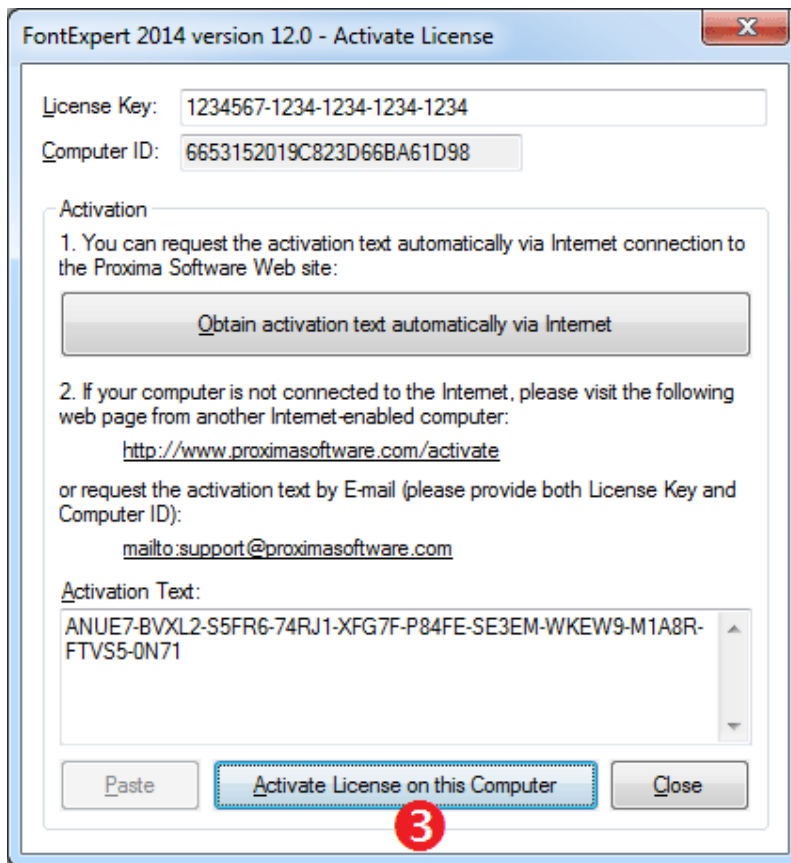 FontExpert 2014 version 12.0 - Activate License
License Key: 1234567-1234-1234-1234-1234
Computer ID: 6653152019C823D66BA61D98
Activation
1. You can request the activation text automatically via Internet connection to
the Proxima Software Web site:
Obtain activation text automatically via Internet
2. If your computer is not connected to the Internet, please visit the following
web page from another Internet-enabled computer:
http://www.proximasoftware.com/activate
or request the activation text by E-mail (please provide both License Key and
Computer ID):
mailto:support@proximasoftware.com
Activation Text:
ANUE7-BVXL2-S5FR6-74RJ1-XFG7F-P84FE-SE3EM-WKEW9-M1A8R-
FTVS5-0N71
Paste Activate License on this Computer Close
3